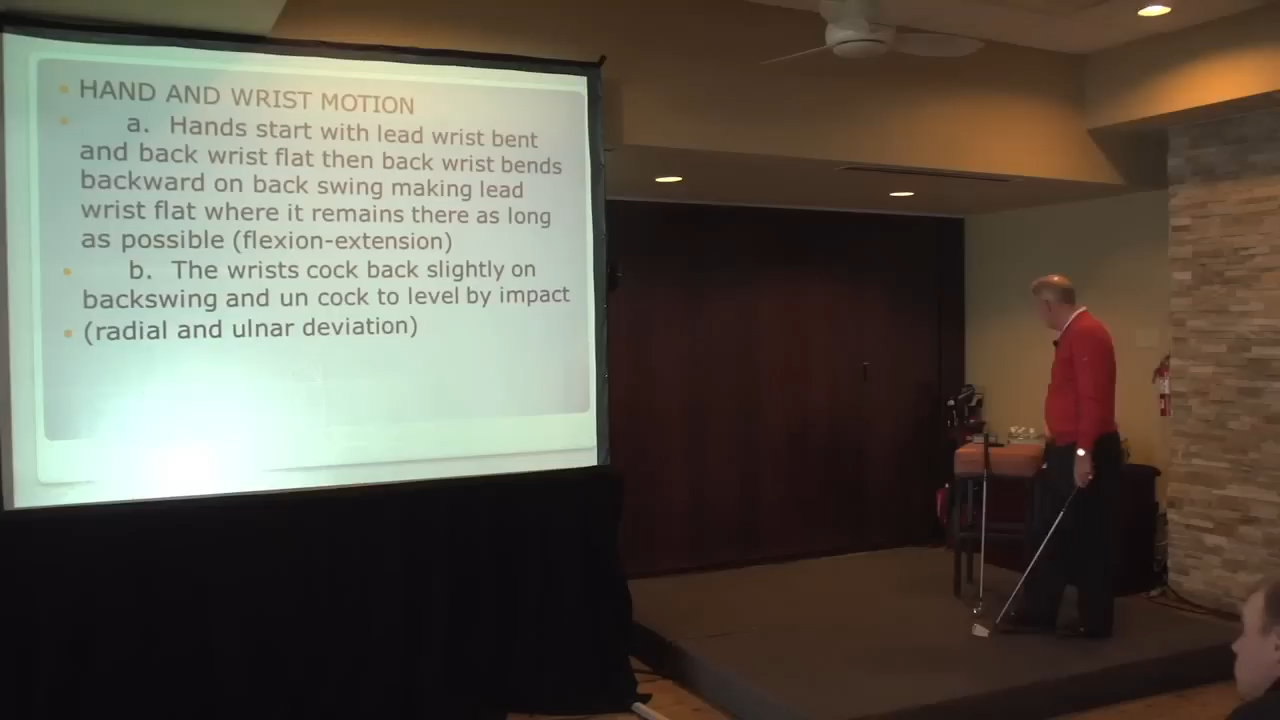 HAND AND WRIST MOTION
a. Hands start with lead wrist bent
and back wrist flat then back wrist bends
backward on back swing making lead
wrist flat where it remains there as long
as possible (flexion-extension)
b. The wrists cock back slightly on
backswing and un cock to level by impact
(radial and ulnar deviation)